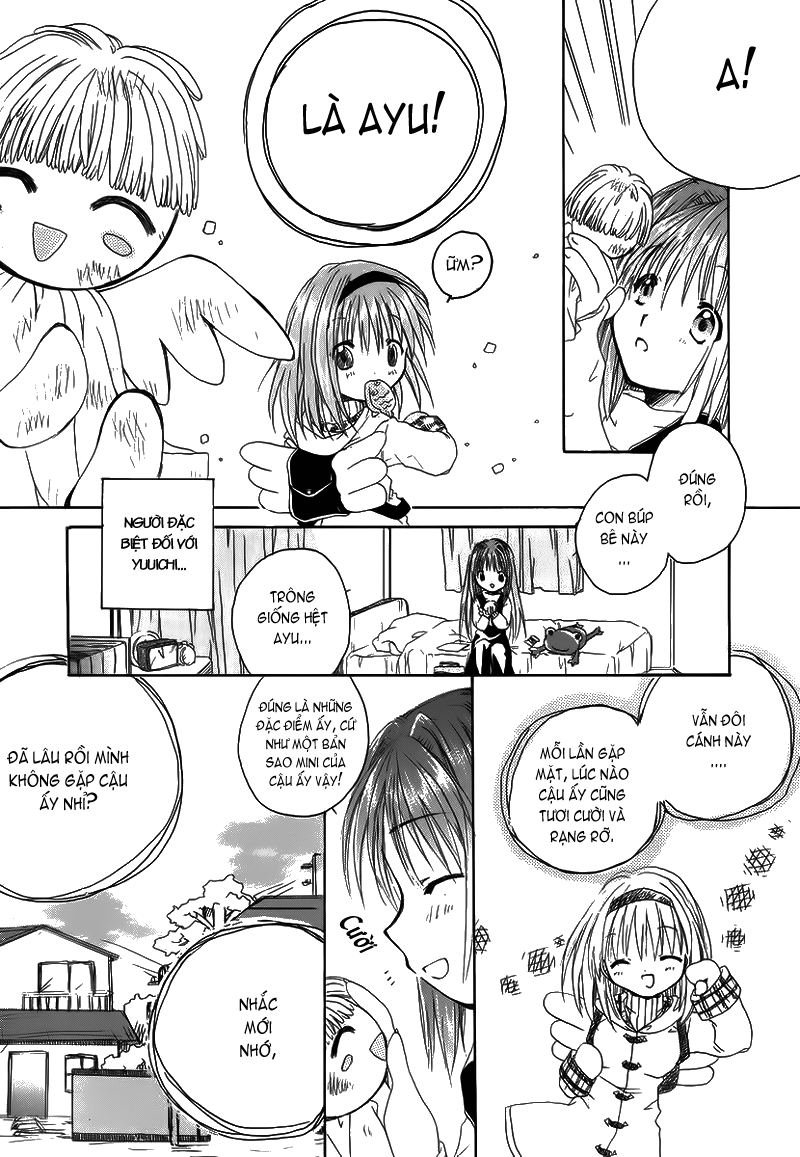 A!
LÀ AYU!
ỪM?
ĐÚNG
RỒI,
CON BÚP
BÊ NÀY
...
TRÔNG
GIỐNG HỆT
AYU...
NGƯỜI ĐẶC
BIỆT ĐỐI VỚI
YUUICHI...
VẪN ĐÔI
CÁNH NÀY
....
MỖI LẦN GẶP
MẶT, LÚC NÀO
CẬU ẤY CŨNG
TƯƠI CƯỜI VÀ
RẠNG RỠ.
ĐÚNG LÀ NHỮNG
ĐẶC ĐIỂM ẤY, CỨ
NHƯ MỘT BẢN
SAO MINI CỦA
CẬU ẤY VẬY!
Cười
ĐÃ LÂU RỒI MÌNH
KHÔNG GẶP CẬU
ẤY NHỈ?
NHẮC
MỚI
NHỚ,